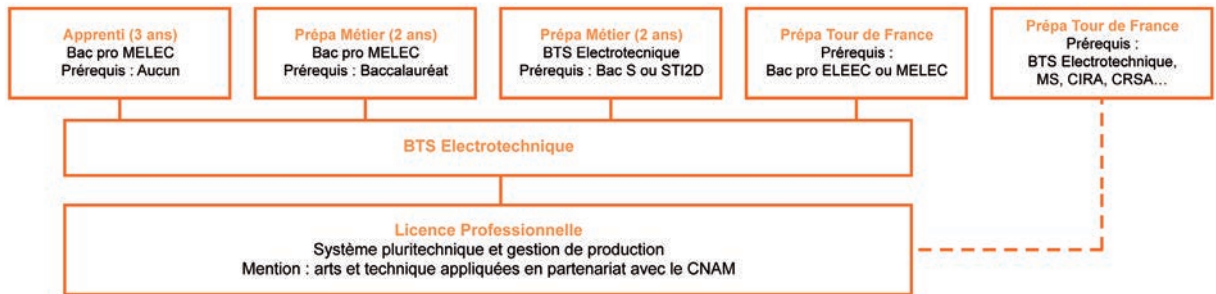 Apprenti (3 ans)
Bac pro MELEC
Prérequis : Aucun
Prépa Métier (2 ans)
Bac pro MELEC
Prérequis : Baccalauréat
Prépa Métier (2 ans)
BTS Electrotecnique
Prérequis : Bac S ou STI2D
Prépa Tour de France
Prérequis :
Bac pro ELEEC ou MELEC
Prépa Tour de France
Prérequis :
BTS Electrotechnique,
MS, CIRA, CRSA...
BTS Electrotechnique
Licence Professionnelle
Système pluritechnique et gestion de production
Mention : arts et technique appliquées en partenariat avec le CNAM